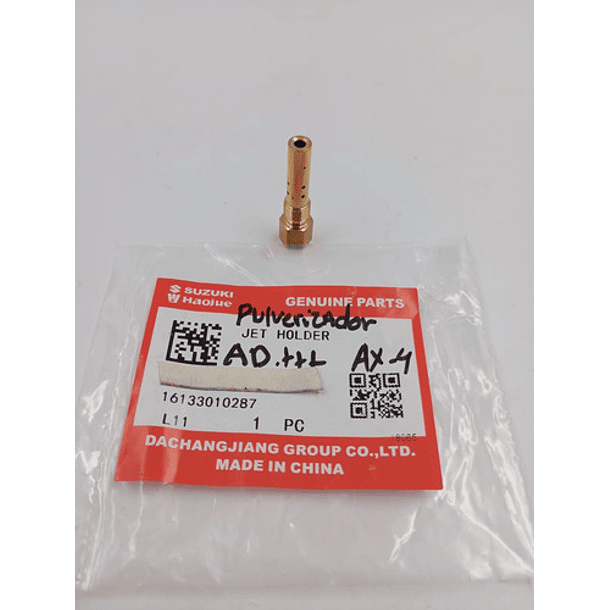 SUZUKI
HAOJUE
GENUINE PARTS
Pulverizador
JET HOLDER
AD.
AX-4
16133010287
L11 1 PC
DACHANGJIANG GROUP CO.,LTD.
MADE IN CHINA